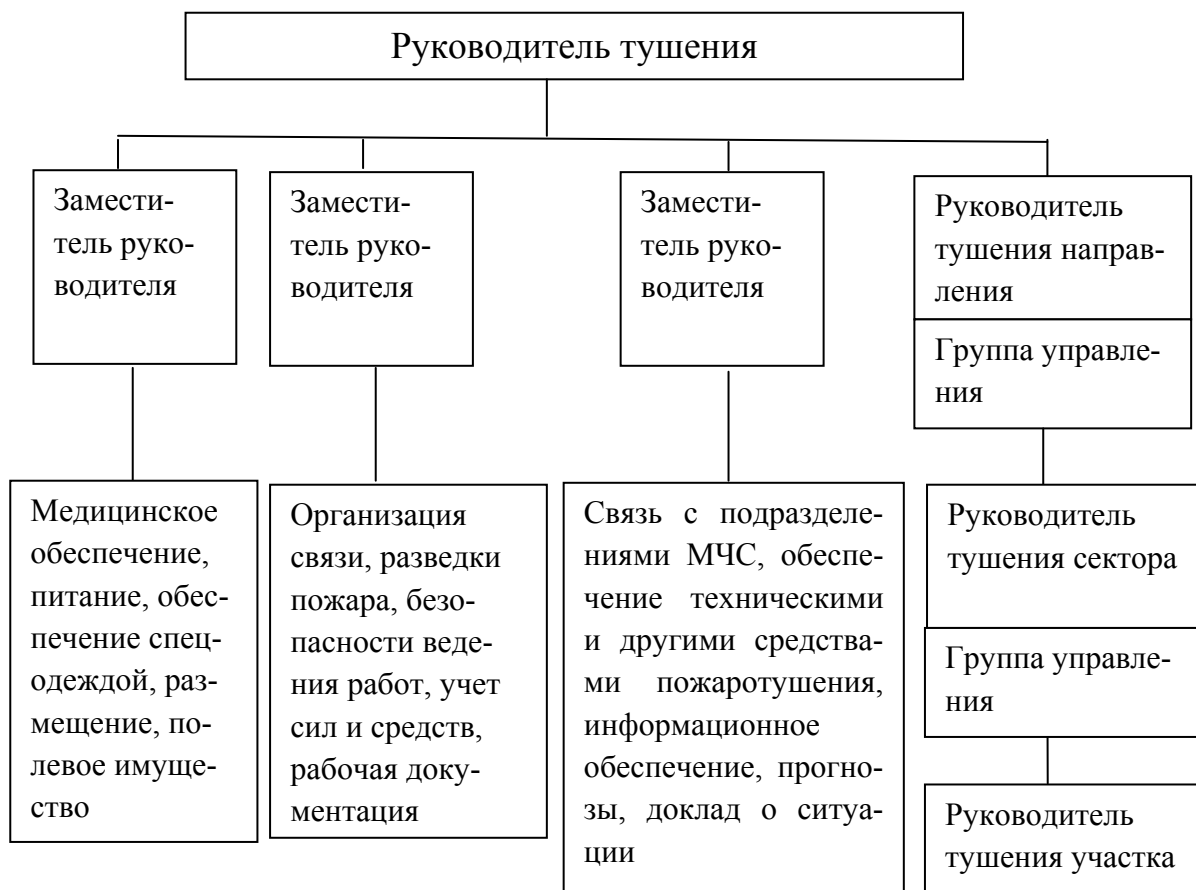 Руководитель тушения
Замести-
тель руко-
водителя
Замести-
тель руко-
водителя
Замести-
тель руко-
водителя
Руководитель
тушения направ-
ления
Группа управле-
ния
Медицинское
обеспечение,
питание, обес-
печение спец-
одеждой, раз-
мещение, по-
левое имуще-
ство
Организация
связи, разведки
пожара, безо-
пасности веде-
ения работ, учет
сил и средств,
рабочая доку-
ментация
Связь с подразделе-
ниями МЧС, обеспе-
чение техническими
и другими средства-
ми пожаротушения,
информационное
обеспечение, прогно-
зы, доклад о ситуа-
ции
Руководитель
тушения сектора
Группа управле-
ния
Руководитель
тушения участка